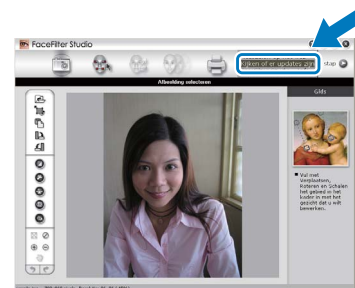 FaceFilter Studio
kijken of er updates zijn
stap
Afbeelding selecteren
Gids
Vul met
Verplaatsen,
Roteren en Schalen
het gebied in het
kader in met het
gezicht dat u wilt
bewerken.